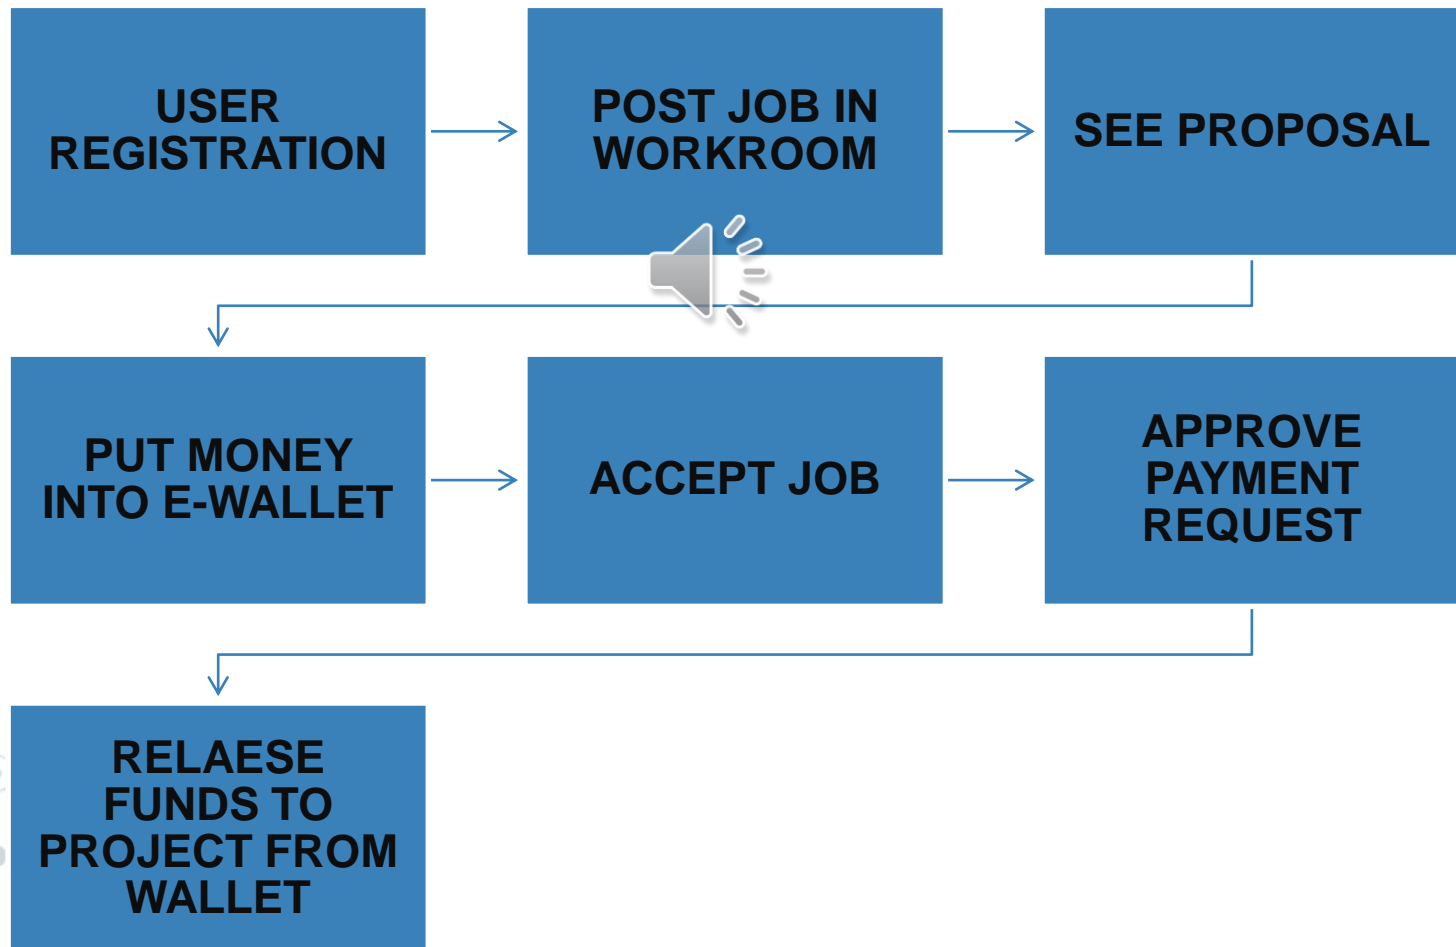 USER
REGISTRATION
POST JOB IN
WORKROOM
SEE PROPOSAL
PUT MONEY
INTO E-WALLET
ACCEPT JOB
APPROVE
PAYMENT
REQUEST
RELAESE
FUNDS TO
PROJECT FROM
WALLET